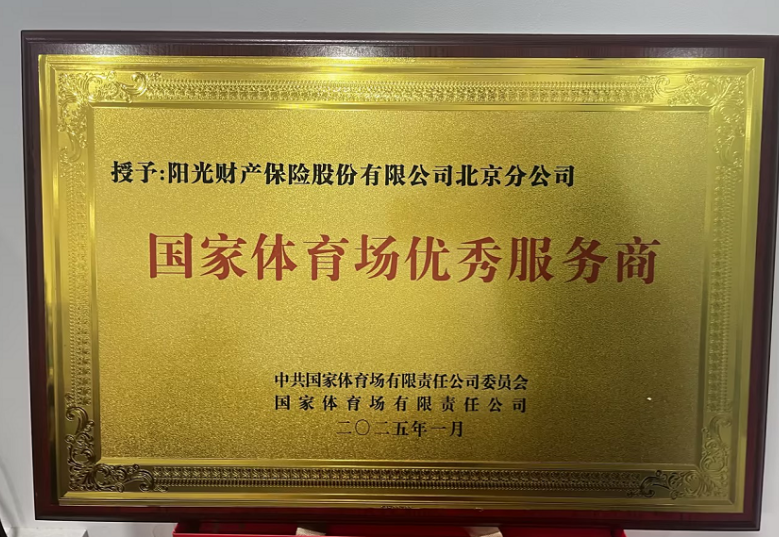 授予:阳光财产保险股份有限公司北京分公司
国家体育场优秀服务商
中共国家体育场有限责任公司委员会
国家体育场有限责任公司
二〇二五年一月